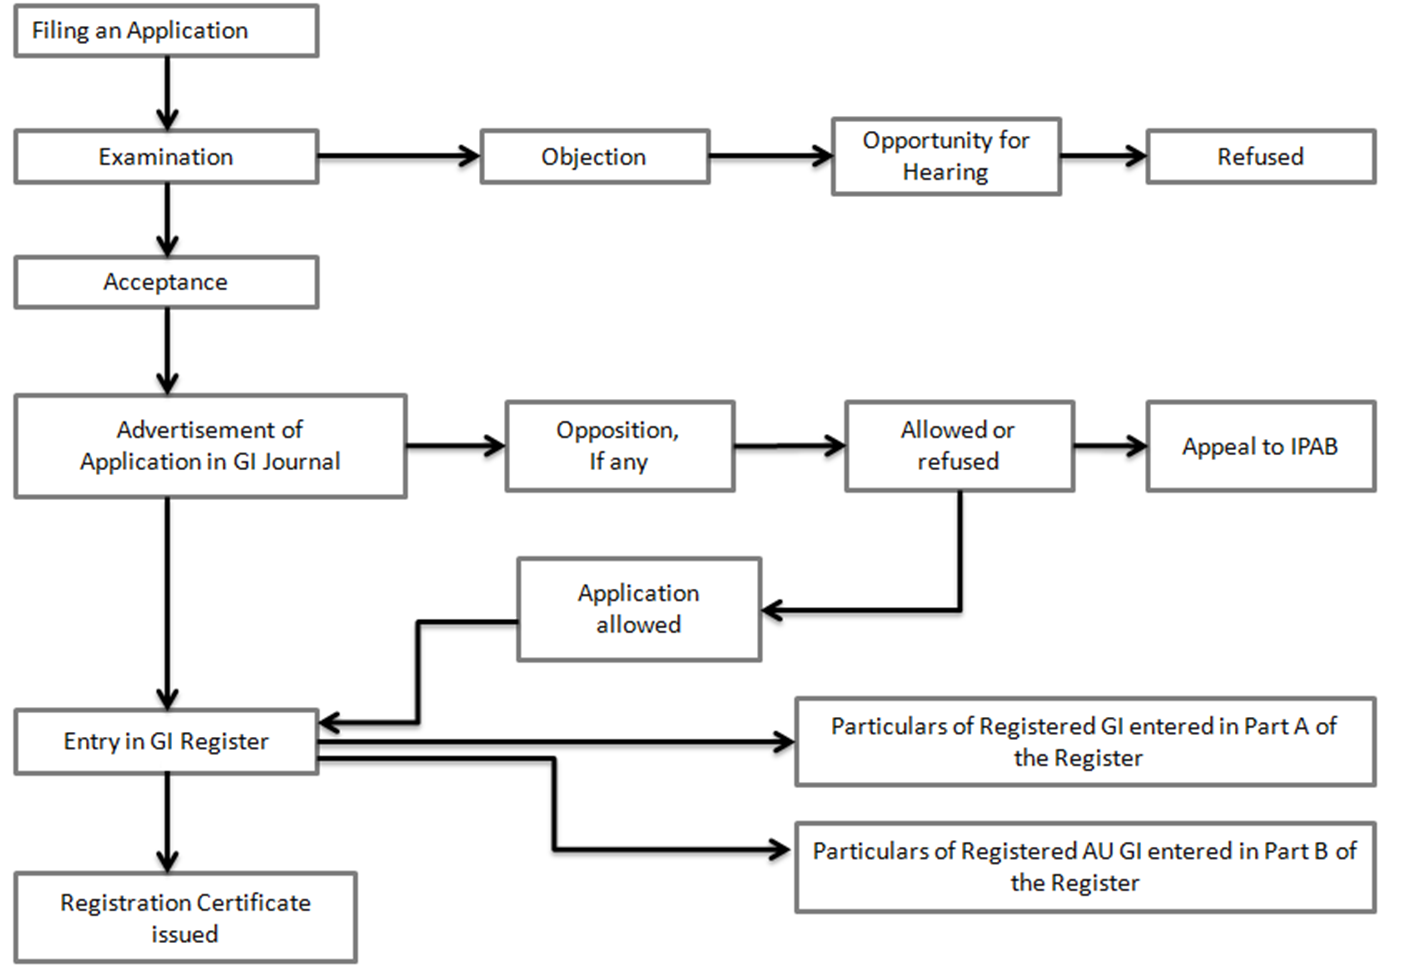 Filing an Application
Examination
Objection
Opportunity for
Hearing
Refused
Acceptance
Advertisement of
Application in GI Journal
Opposition,
If any
Allowed or
refused
Appeal to IPAB
Application
allowed
Entry in GI Register
Particulars of Registered GI entered in Part A of
the Register
Particulars of Registered AU GI entered in Part B of
the Register
Registration Certificate
issued